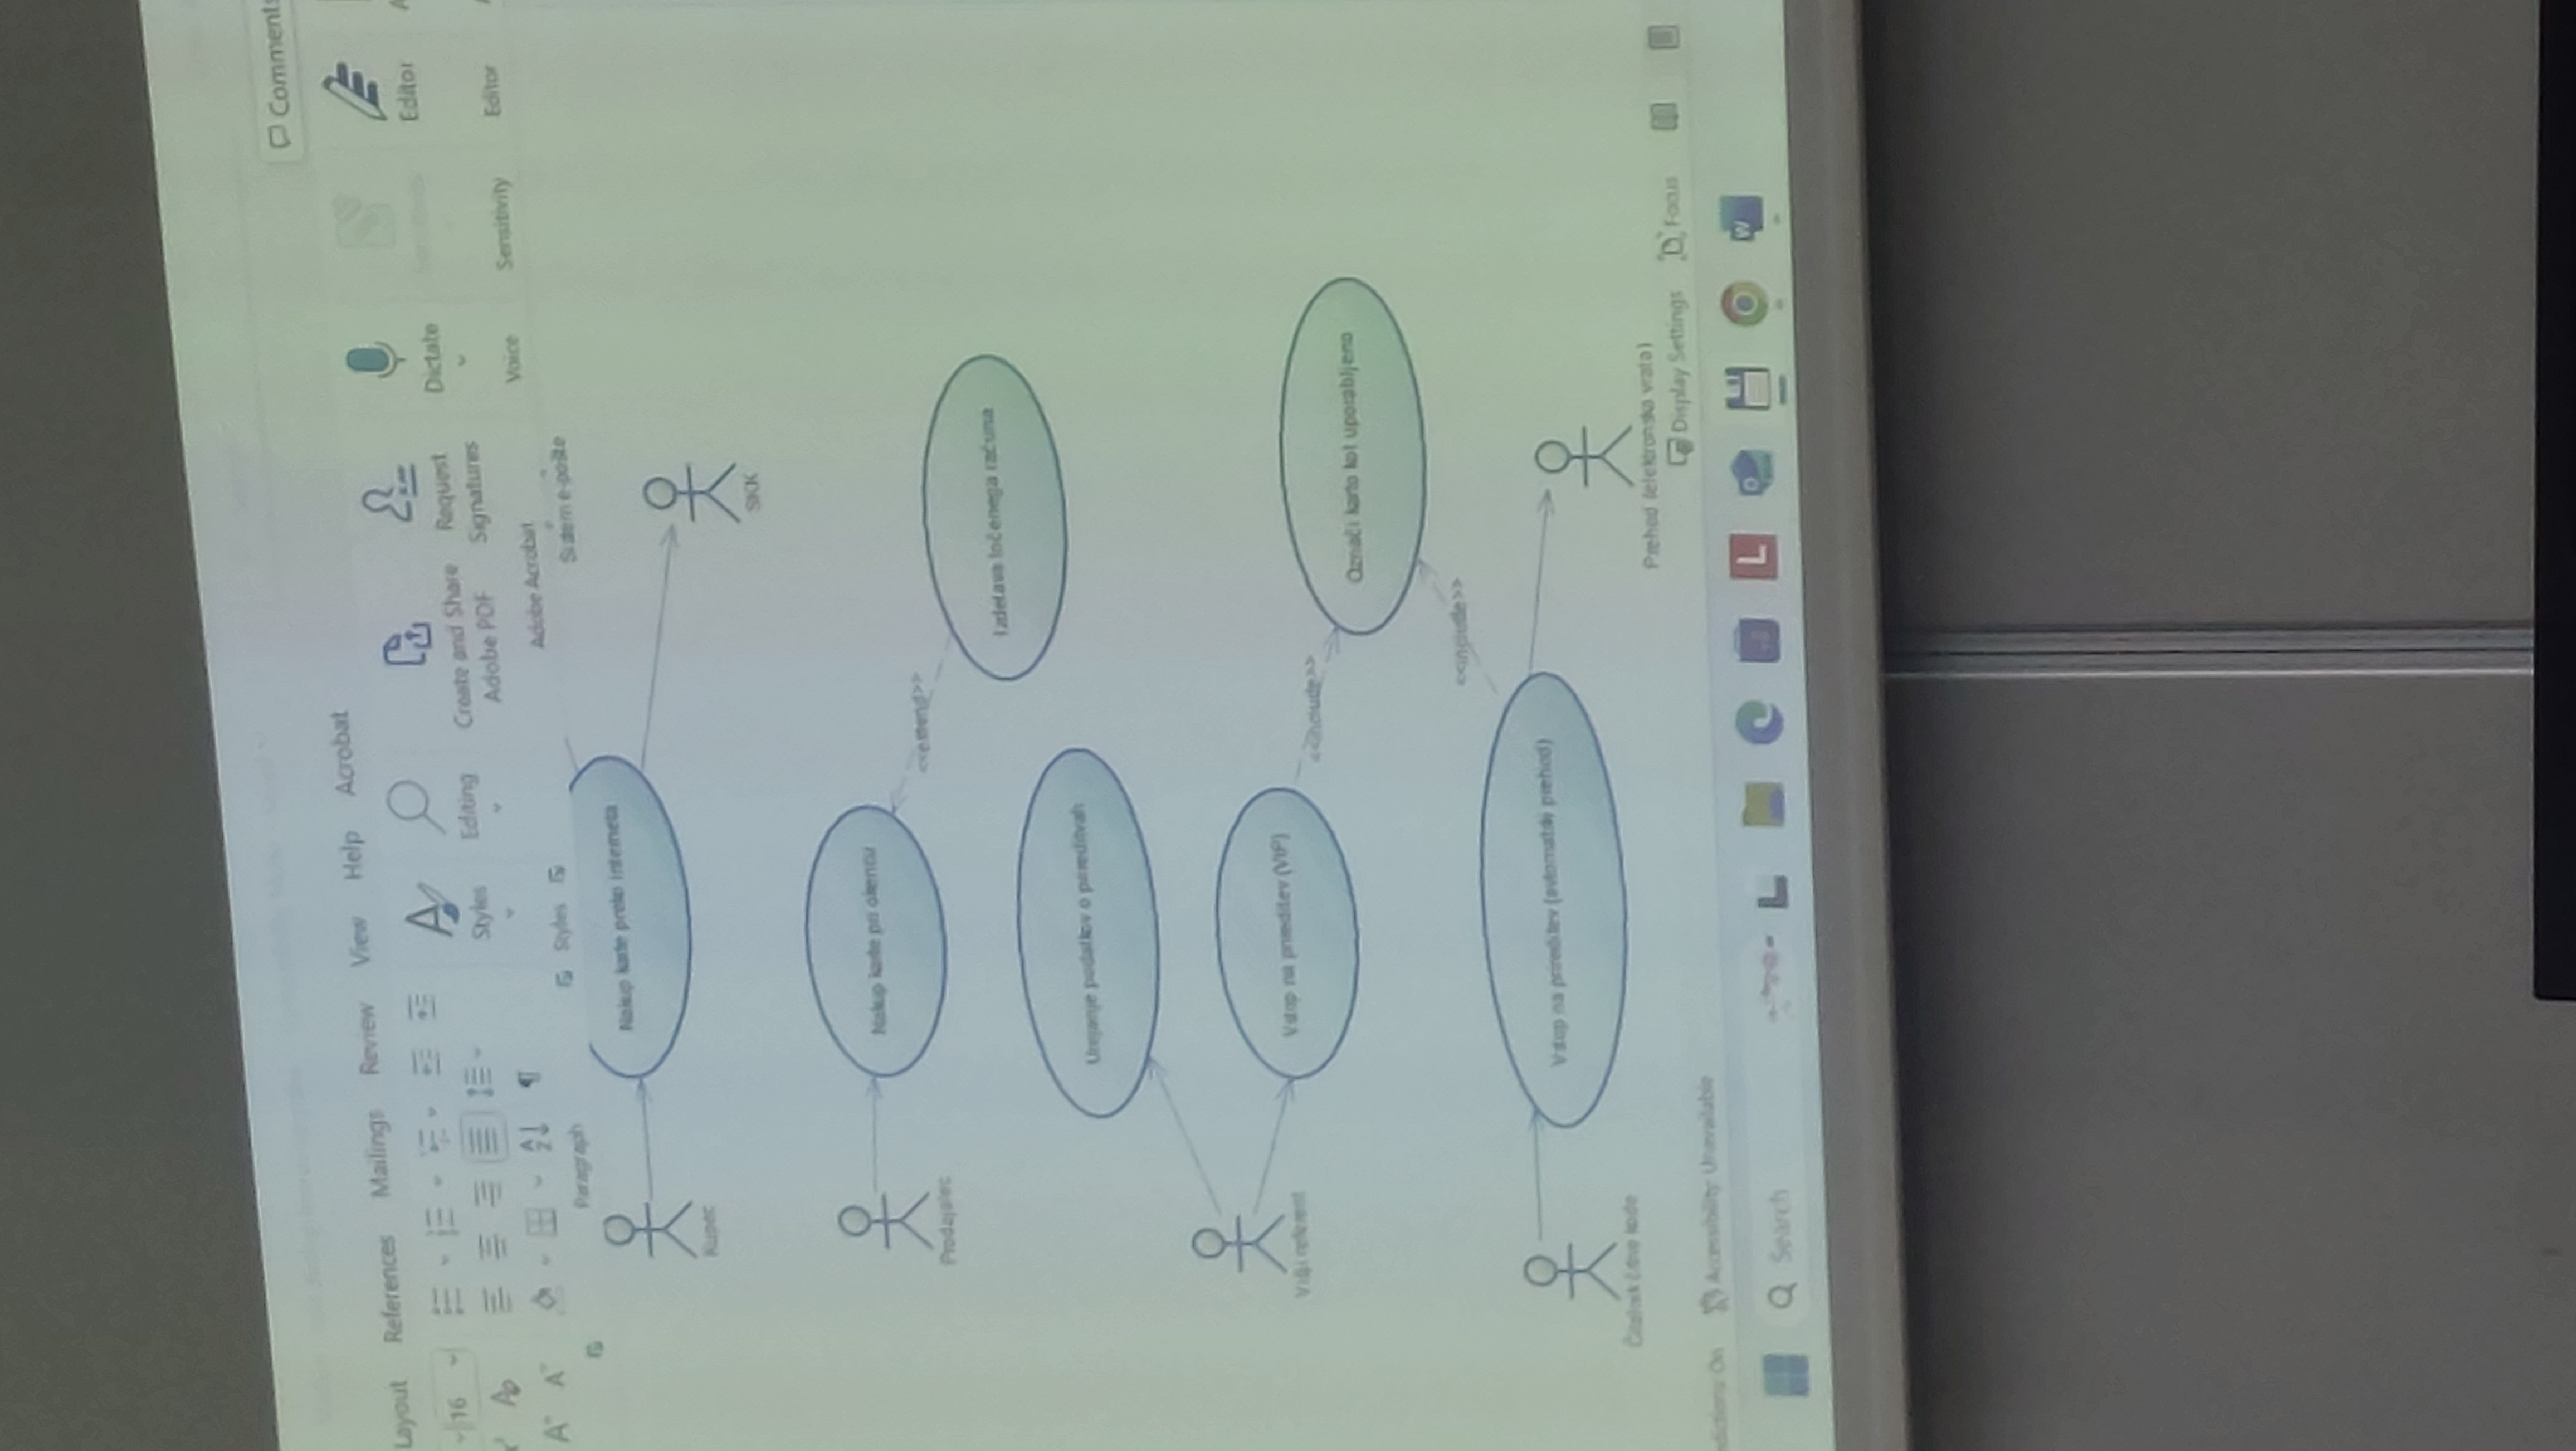 Comments
Layout References Mailings Review View Help Acrobat
16
Styles
Editing
Create and Share
Adobe PDF
Request
Signatures
Dictate
Editor
Paragraph
Styles
Adobe Acrobat
Voice
Sensitivity
Editor
Sistem e-pošte
Nakup karte preko interneta
Kupec
SKK
Nakup karte pri okencu
Prodajalec
<<extend>>
Izdelava ločenega računa
Urejanje podatkov o prireditvah
Višji referent
Vstop na prireditev (VIP)
<<include>>
Označi karto kot uporabljeno
<<include>>
Vstop na prireditev (avtomatski prehod)
Čitalnik črtne kode
Prehod (elektronska vrata)
Display Settings Focus
On Accessibility: Unavailable
Search
L
W